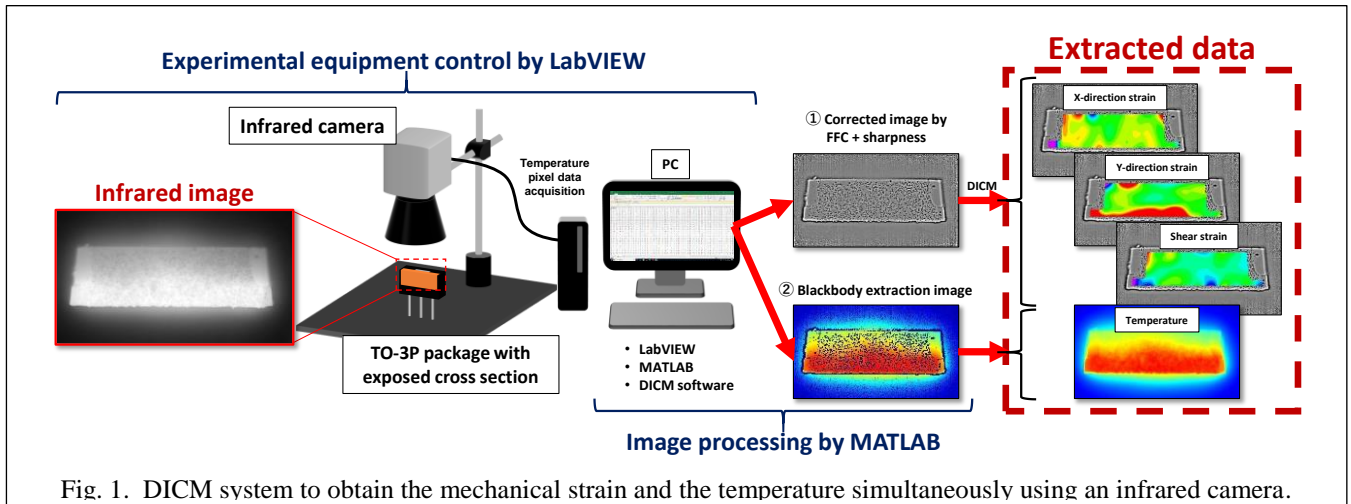 Experimental equipment control by LabVIEW
Extracted data
Infrared camera
Infrared image
Temperature
pixel data
acquisition
PC
TO-3P package with
exposed cross section
• LabVIEW
• MATLAB
• DICM software
① Corrected image by
FFC + sharpness
DICM
② Blackbody extraction image
X-direction strain
Y-direction strain
Shear strain
Temperature
Image processing by MATLAB
Fig. 1. DICM system to obtain the mechanical strain and the temperature simultaneously using an infrared camera.